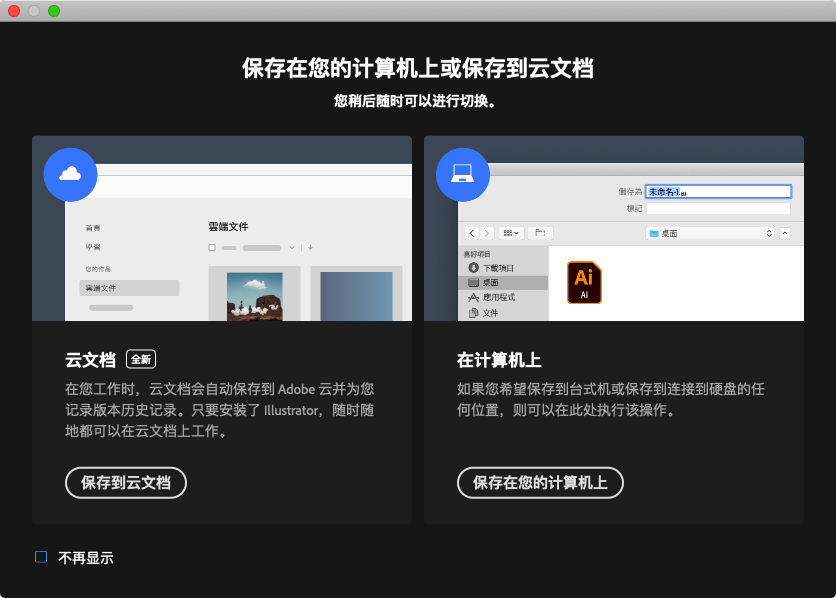 保存在您的计算机上或保存到云文档
您稍后随时可以进行切换。
首頁
學習
您的作品
雲端文件
雲端文件
儲存為
未命名-1.ai
標記
桌面
喜好項目
下載項目
桌面
應用程式
文件
Ai
AI
云文档 全新
在您工作时，云文档会自动保存到 Adobe 云并为您
记录版本历史记录。只要安装了 Illustrator，随时随
地都可以在云文档上工作。
保存到云文档
在计算机上
如果您希望保存到台式机或保存到连接到硬盘的任
何位置，则可以在此处执行该操作。
保存在您的计算机上
不再显示